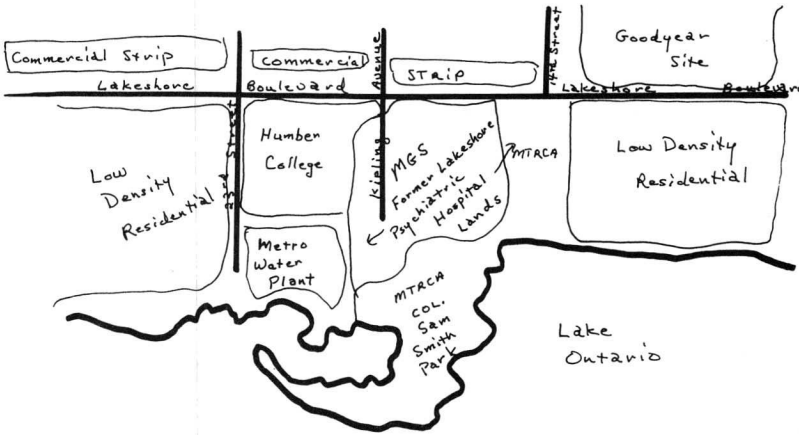 Goodyear
Site
Commercial Strip
Commercial
STRIP
Avenue
14th Street
Lakeshore
Boulevard
Lakeshore
Boulevard
Humber
College
23rd Street
Kipling
MGS
Former Lakeshore
Psychiatric
Hospital
Lands
MTRCA
Low Density
Residential
Low
Density
Residential
Metro
Water
Plant
MTRCA
COL.
Sam
Smith
Park
Lake
Ontario